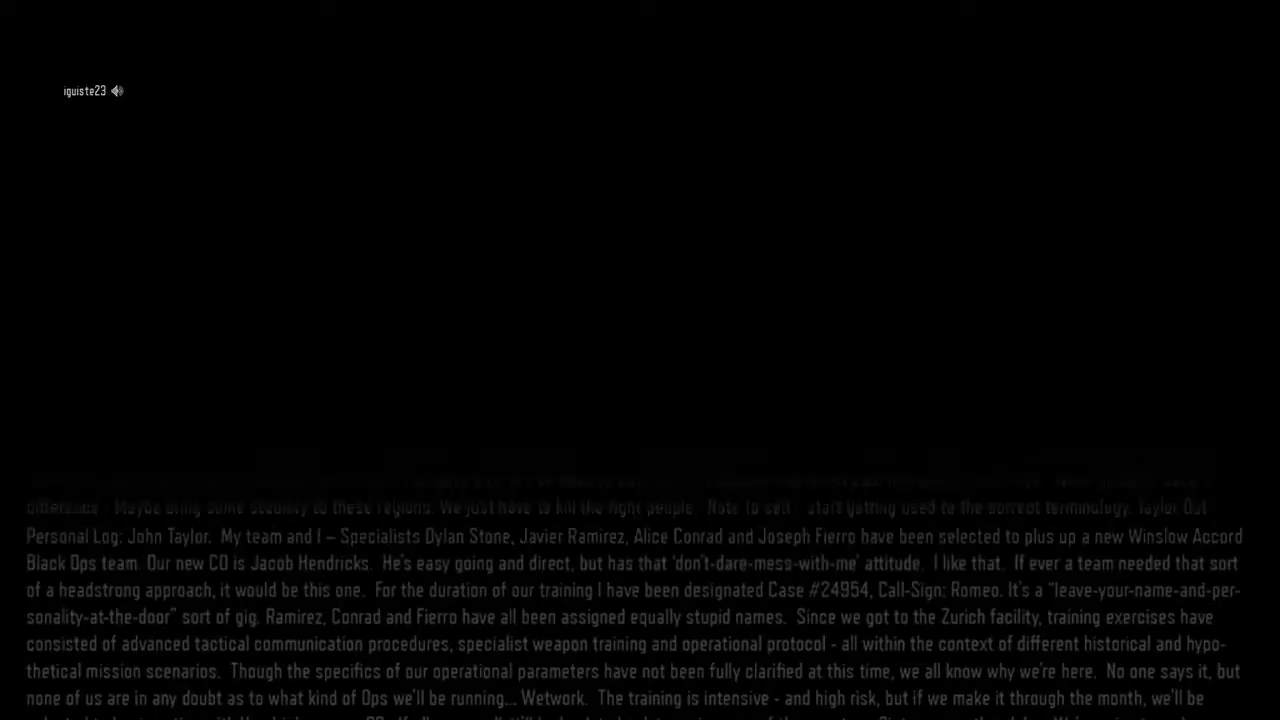 iguiste23
difference. Maybe bring some stability to these regions. We just have to kill the right people. Note to self - start getting used to the correct terminology. Taylor Out
Personal Log: John Taylor. My team and I – Specialists Dylan Stone, Javier Ramirez, Alice Conrad and Joseph Fierro have been selected to plus up a new Winslow Accord
Black Ops team. Our new CO is Jacob Hendricks. He's easy going and direct, but has that 'don't-dare-mess-with-me' attitude. I like that. If ever a team needed that sort
of a headstrong approach, it would be this one. For the duration of our training I have been designated Case #24954, Call-Sign: Romeo. It's a "leave-your-name-and-per-
sonality-at-the-door" sort of gig. Ramirez, Conrad and Fierro have all been assigned equally stupid names. Since we got to the Zurich facility, training exercises have
consisted of advanced tactical communication procedures, specialist weapon training and operational protocol - all within the context of different historical and hypo-
thetical mission scenarios. Though the specifics of our operational parameters have not been fully clarified at this time, we all know why we're here. No one says it, but
none of us are in any doubt as to what kind of Ops we'll be running... Wetwork. The training is intensive - and high risk, but if we make it through the month, we'll be